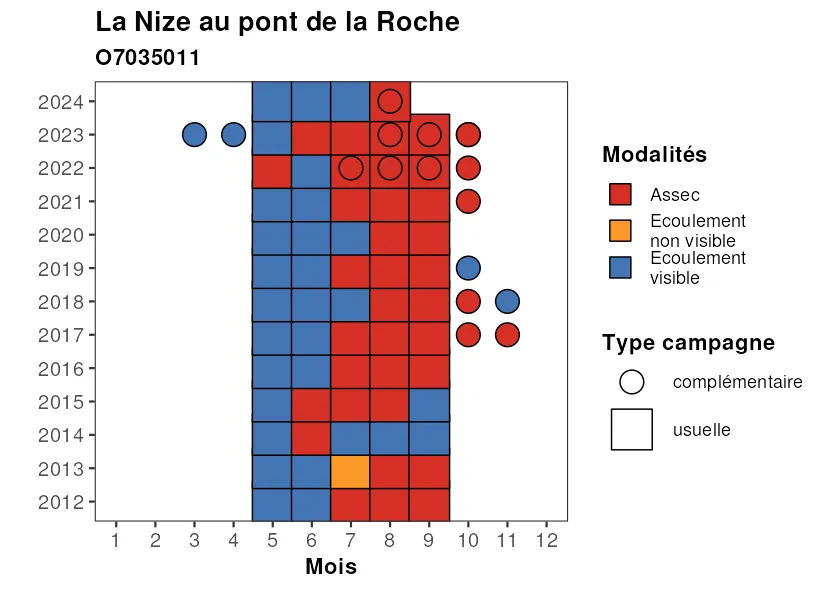 La Nize au pont de la Roche
O7035011
2024
2023
2022
2021
2020
2019
2018
2017
2016
2015
2014
2013
2012
1 2 3 4 5 6 7 8 9 10 11 12
Mois
Modalités
Assec
Ecoulement
non visible
Ecoulement
visible
Type campagne
complémentaire
usuelle